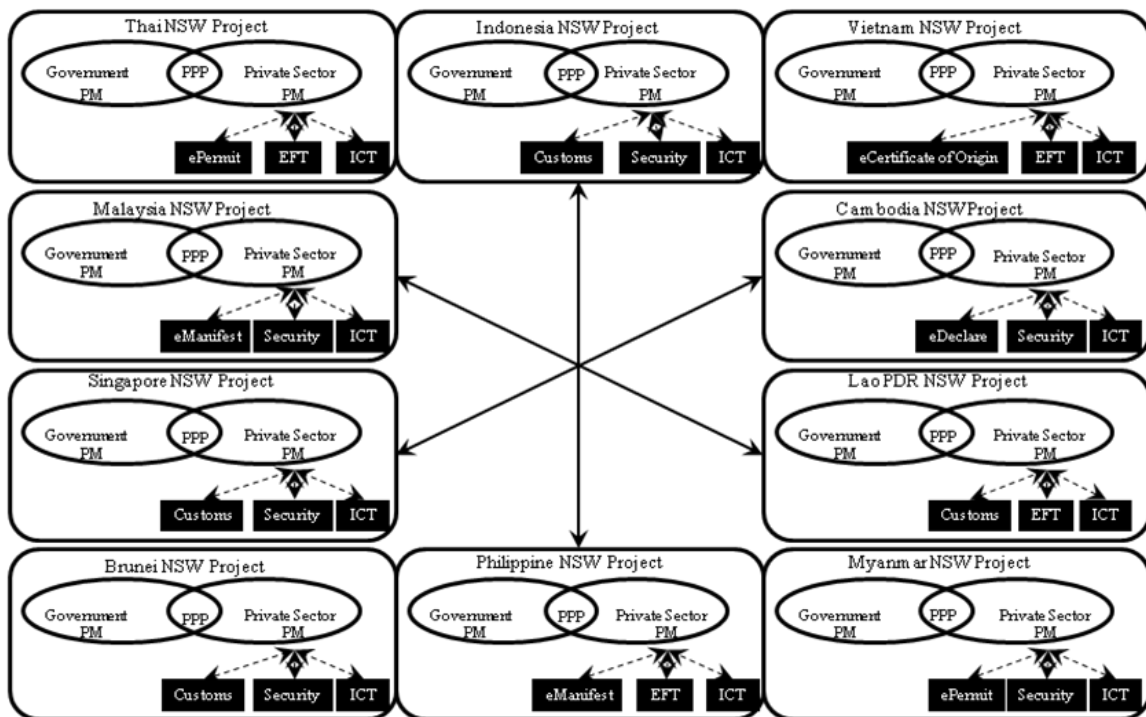 Thai NSW Project
Government PPP Private Sector
PM PM
ePermit EFT ICT
Indonesia NSW Project
Government PPP Private Sector
PM PM
Customs Security ICT
Vietnam NSW Project
Government PPP Private Sector
PM PM
eCertificate of Origin EFT ICT
Malaysia NSW Project
Government PPP Private Sector
PM PM
eManifest Security ICT
Cambodia NSW Project
Government PPP Private Sector
PM PM
eDeclare Security ICT
Singapore NSW Project
Government PPP Private Sector
PM PM
Customs Security ICT
Lao PDR NSW Project
Government PPP Private Sector
PM PM
Customs EFT ICT
Brunei NSW Project
Government PPP Private Sector
PM PM
Customs Security ICT
Philippine NSW Project
Government PPP Private Sector
PM PM
eManifest EFT ICT
Myanmar NSW Project
Government PPP Private Sector
PM PM
ePermit Security ICT